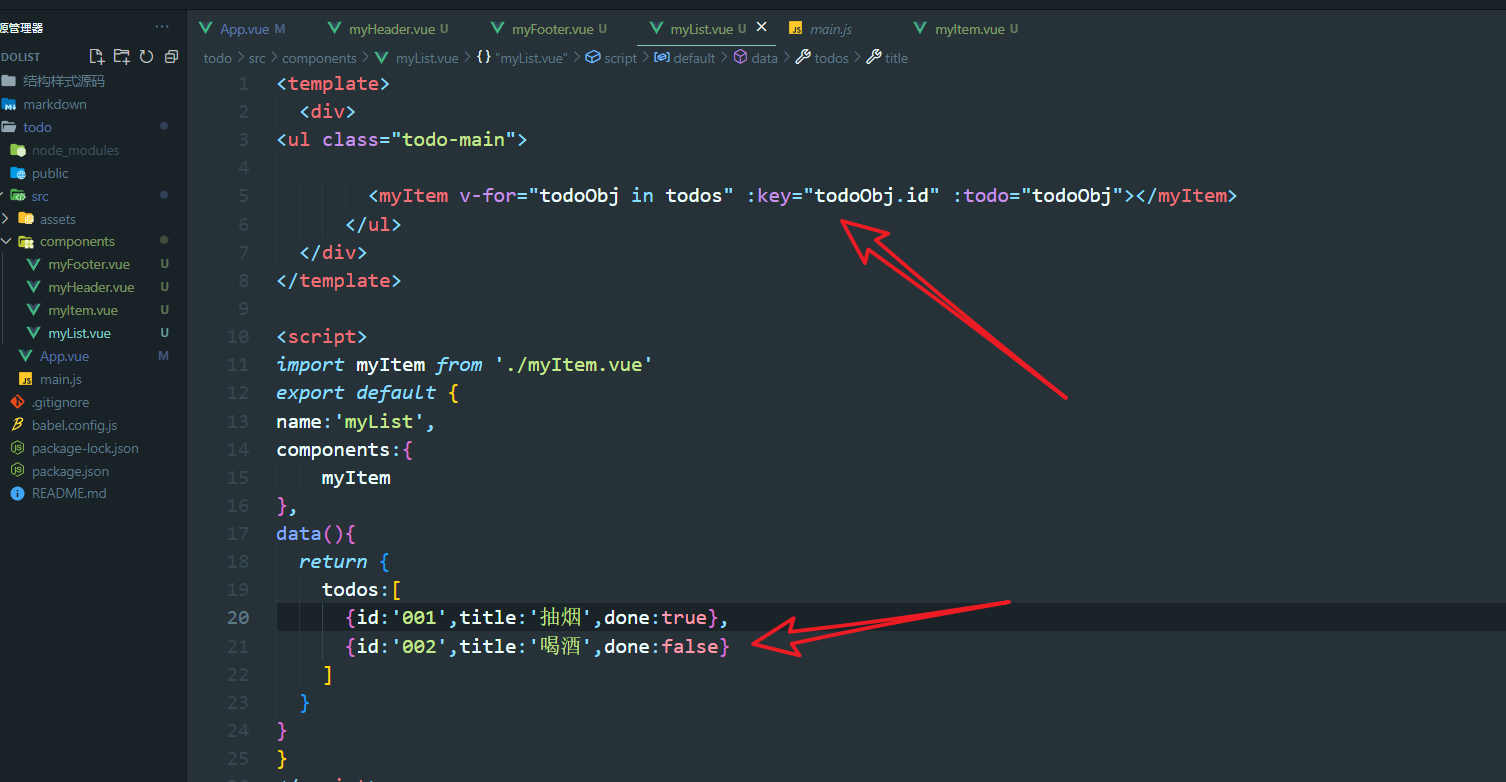 源管理器
···
DOLIST
结构样式源码
markdown
todo
node_modules
public
src
assets
components
myFooter.vue U
myHeader.vue U
myItem.vue U
myList.vue U
App.vue M
main.js
.gitignore
babel.config.js
package-lock.json
package.json
README.md
App.vue M myHeader.vue U myFooter.vue U myList.vue U main.js myItem.vue U
todo > src > components > myList.vue > {} "myList.vue" > script > default > data > todos > title
1 <template>
2 <div>
3 <ul class="todo-main">
4
5 <myItem v-for="todoObj in todos" :key="todoObj.id" :todo="todoObj"></myItem>
6 </ul>
7 </div>
8 </template>
9
10 <script>
11 import myItem from './myItem.vue'
12 export default {
13 name:'myList',
14 components:{
15 myItem
16 },
17 data(){
18 return {
19 todos:[
20 {id:'001',title:'抽烟',done:true},
21 {id:'002',title:'喝酒',done:false}
22 ]
23 }
24 }
25 }